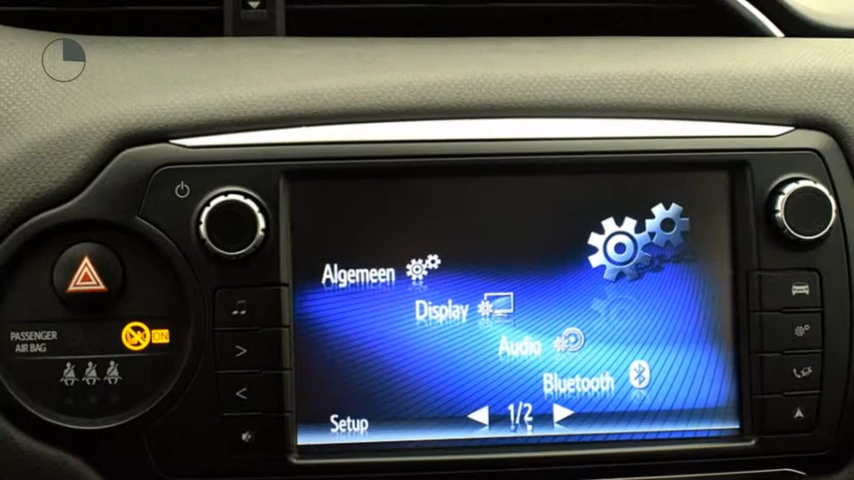 Algemeen
Display
Audio
Bluetooth
Setup
1/2
PASSENGER
AIR BAG
ON